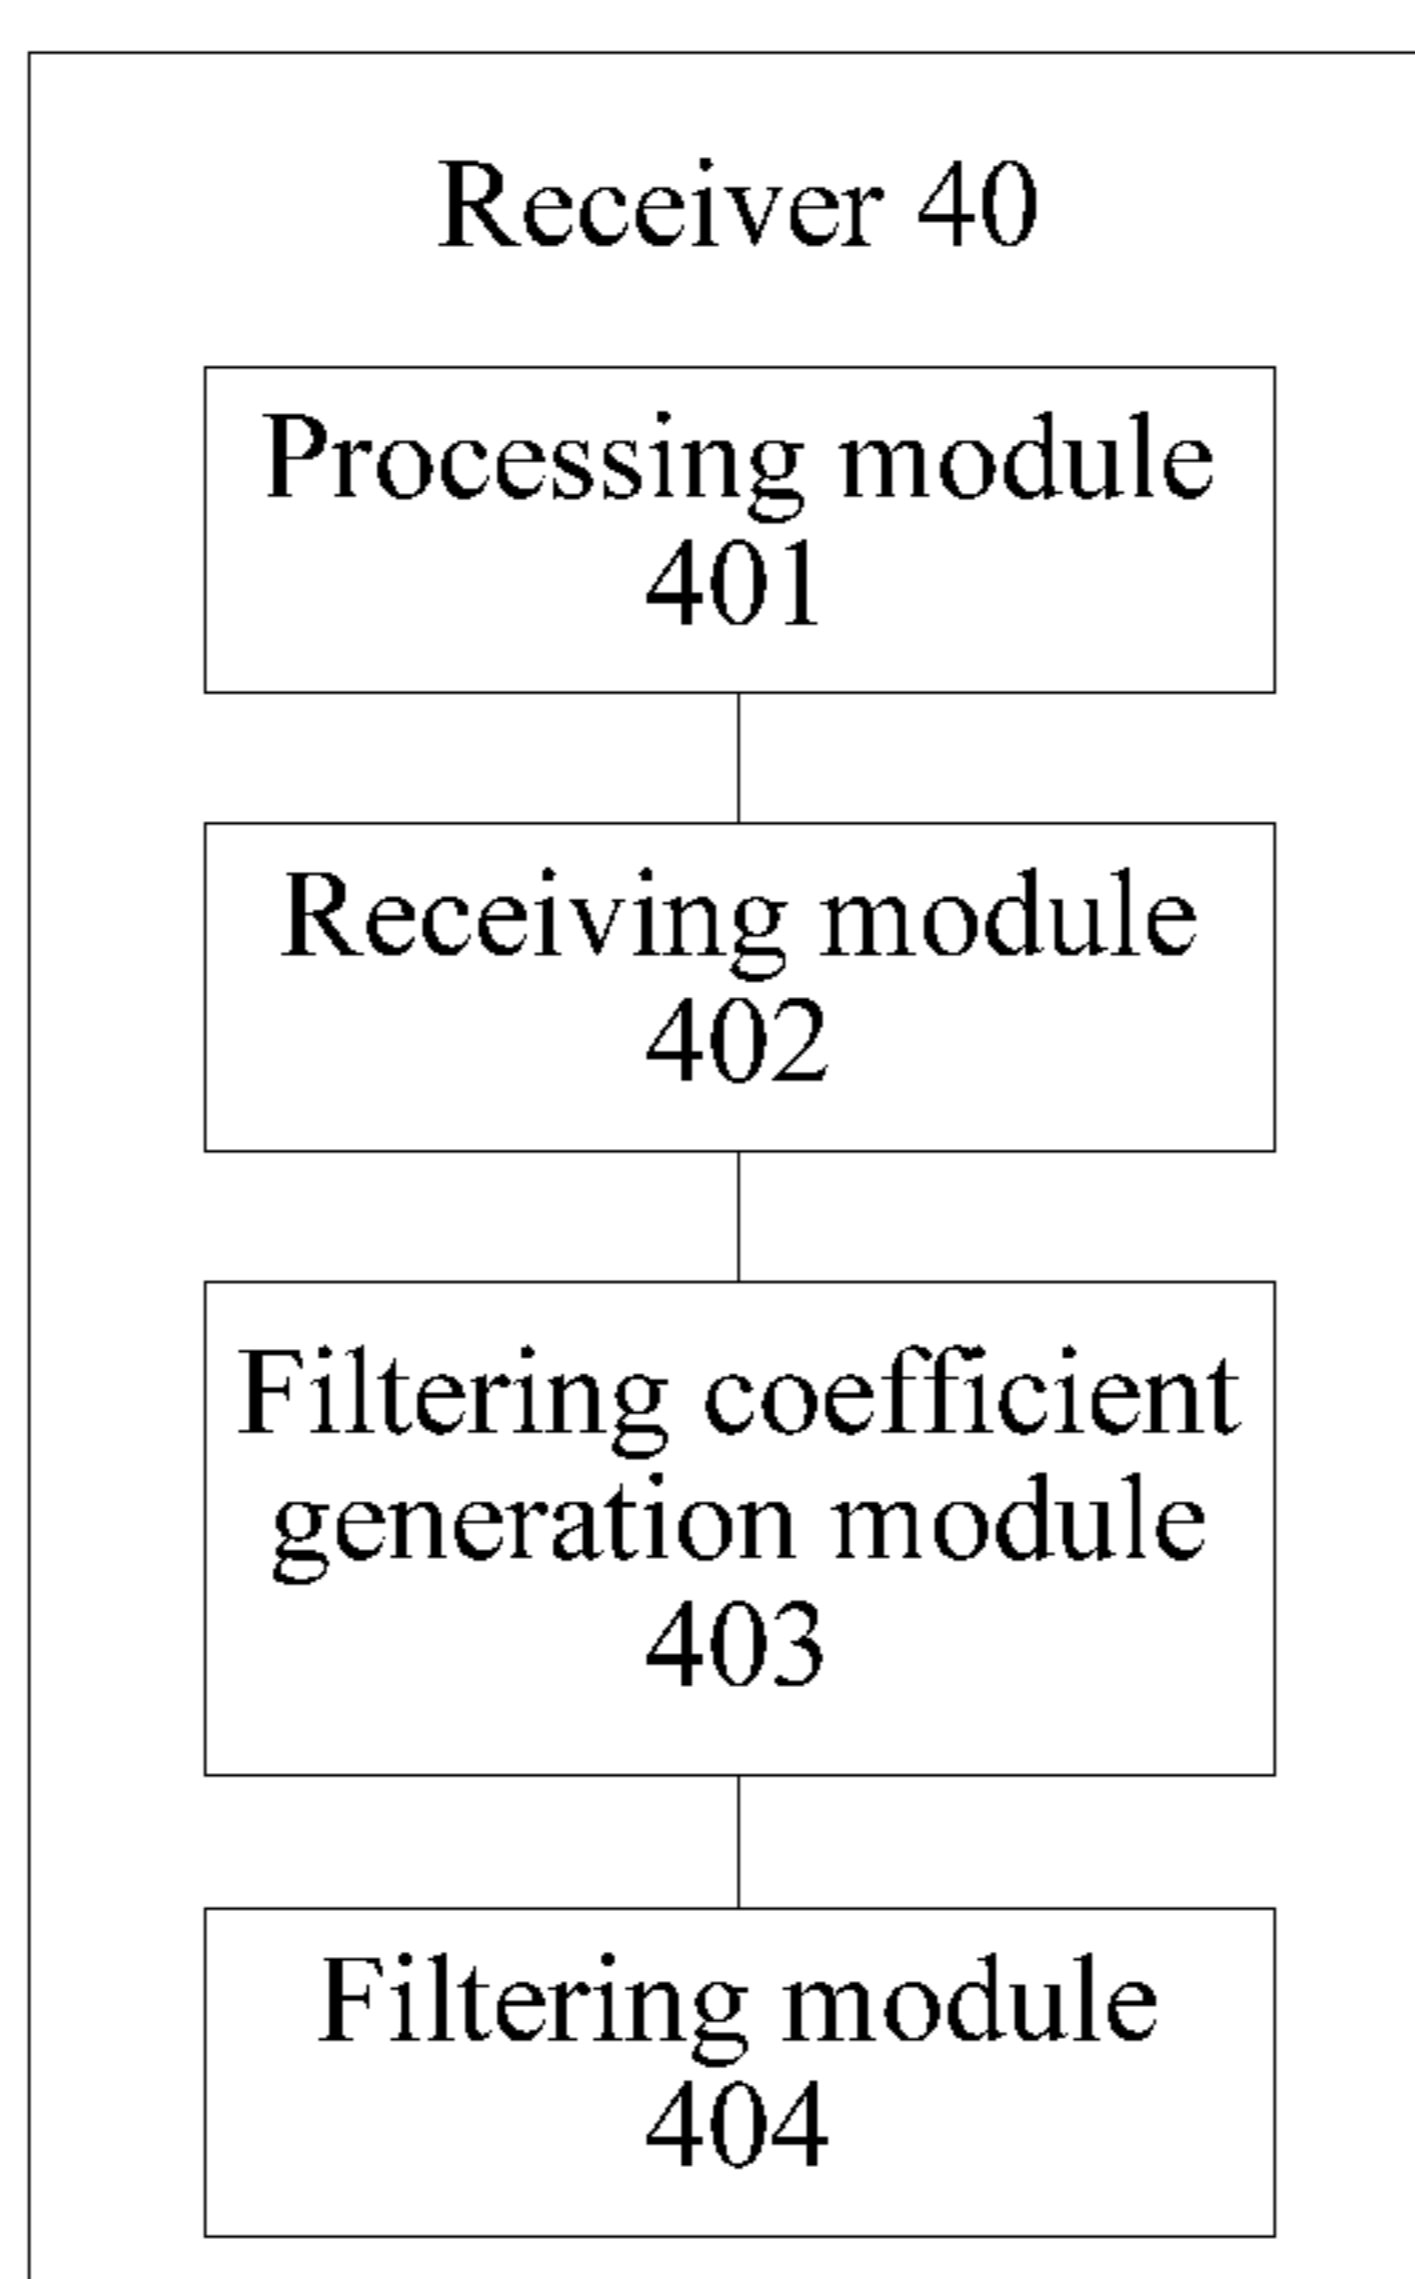 Receiver 40
Processing module
401
Receiving module
402
Filtering coefficient
generation module
403
Filtering module
404